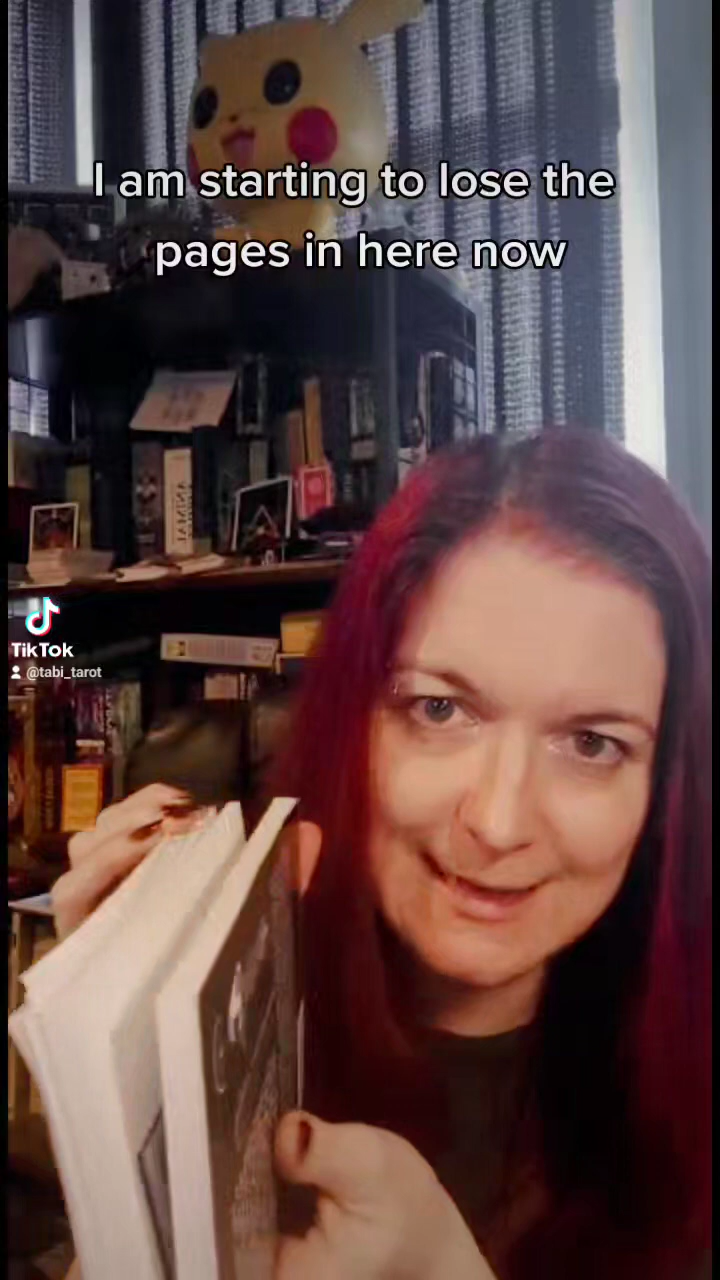 I am starting to lose the
pages in here now
TikTok
@tabi_tarot